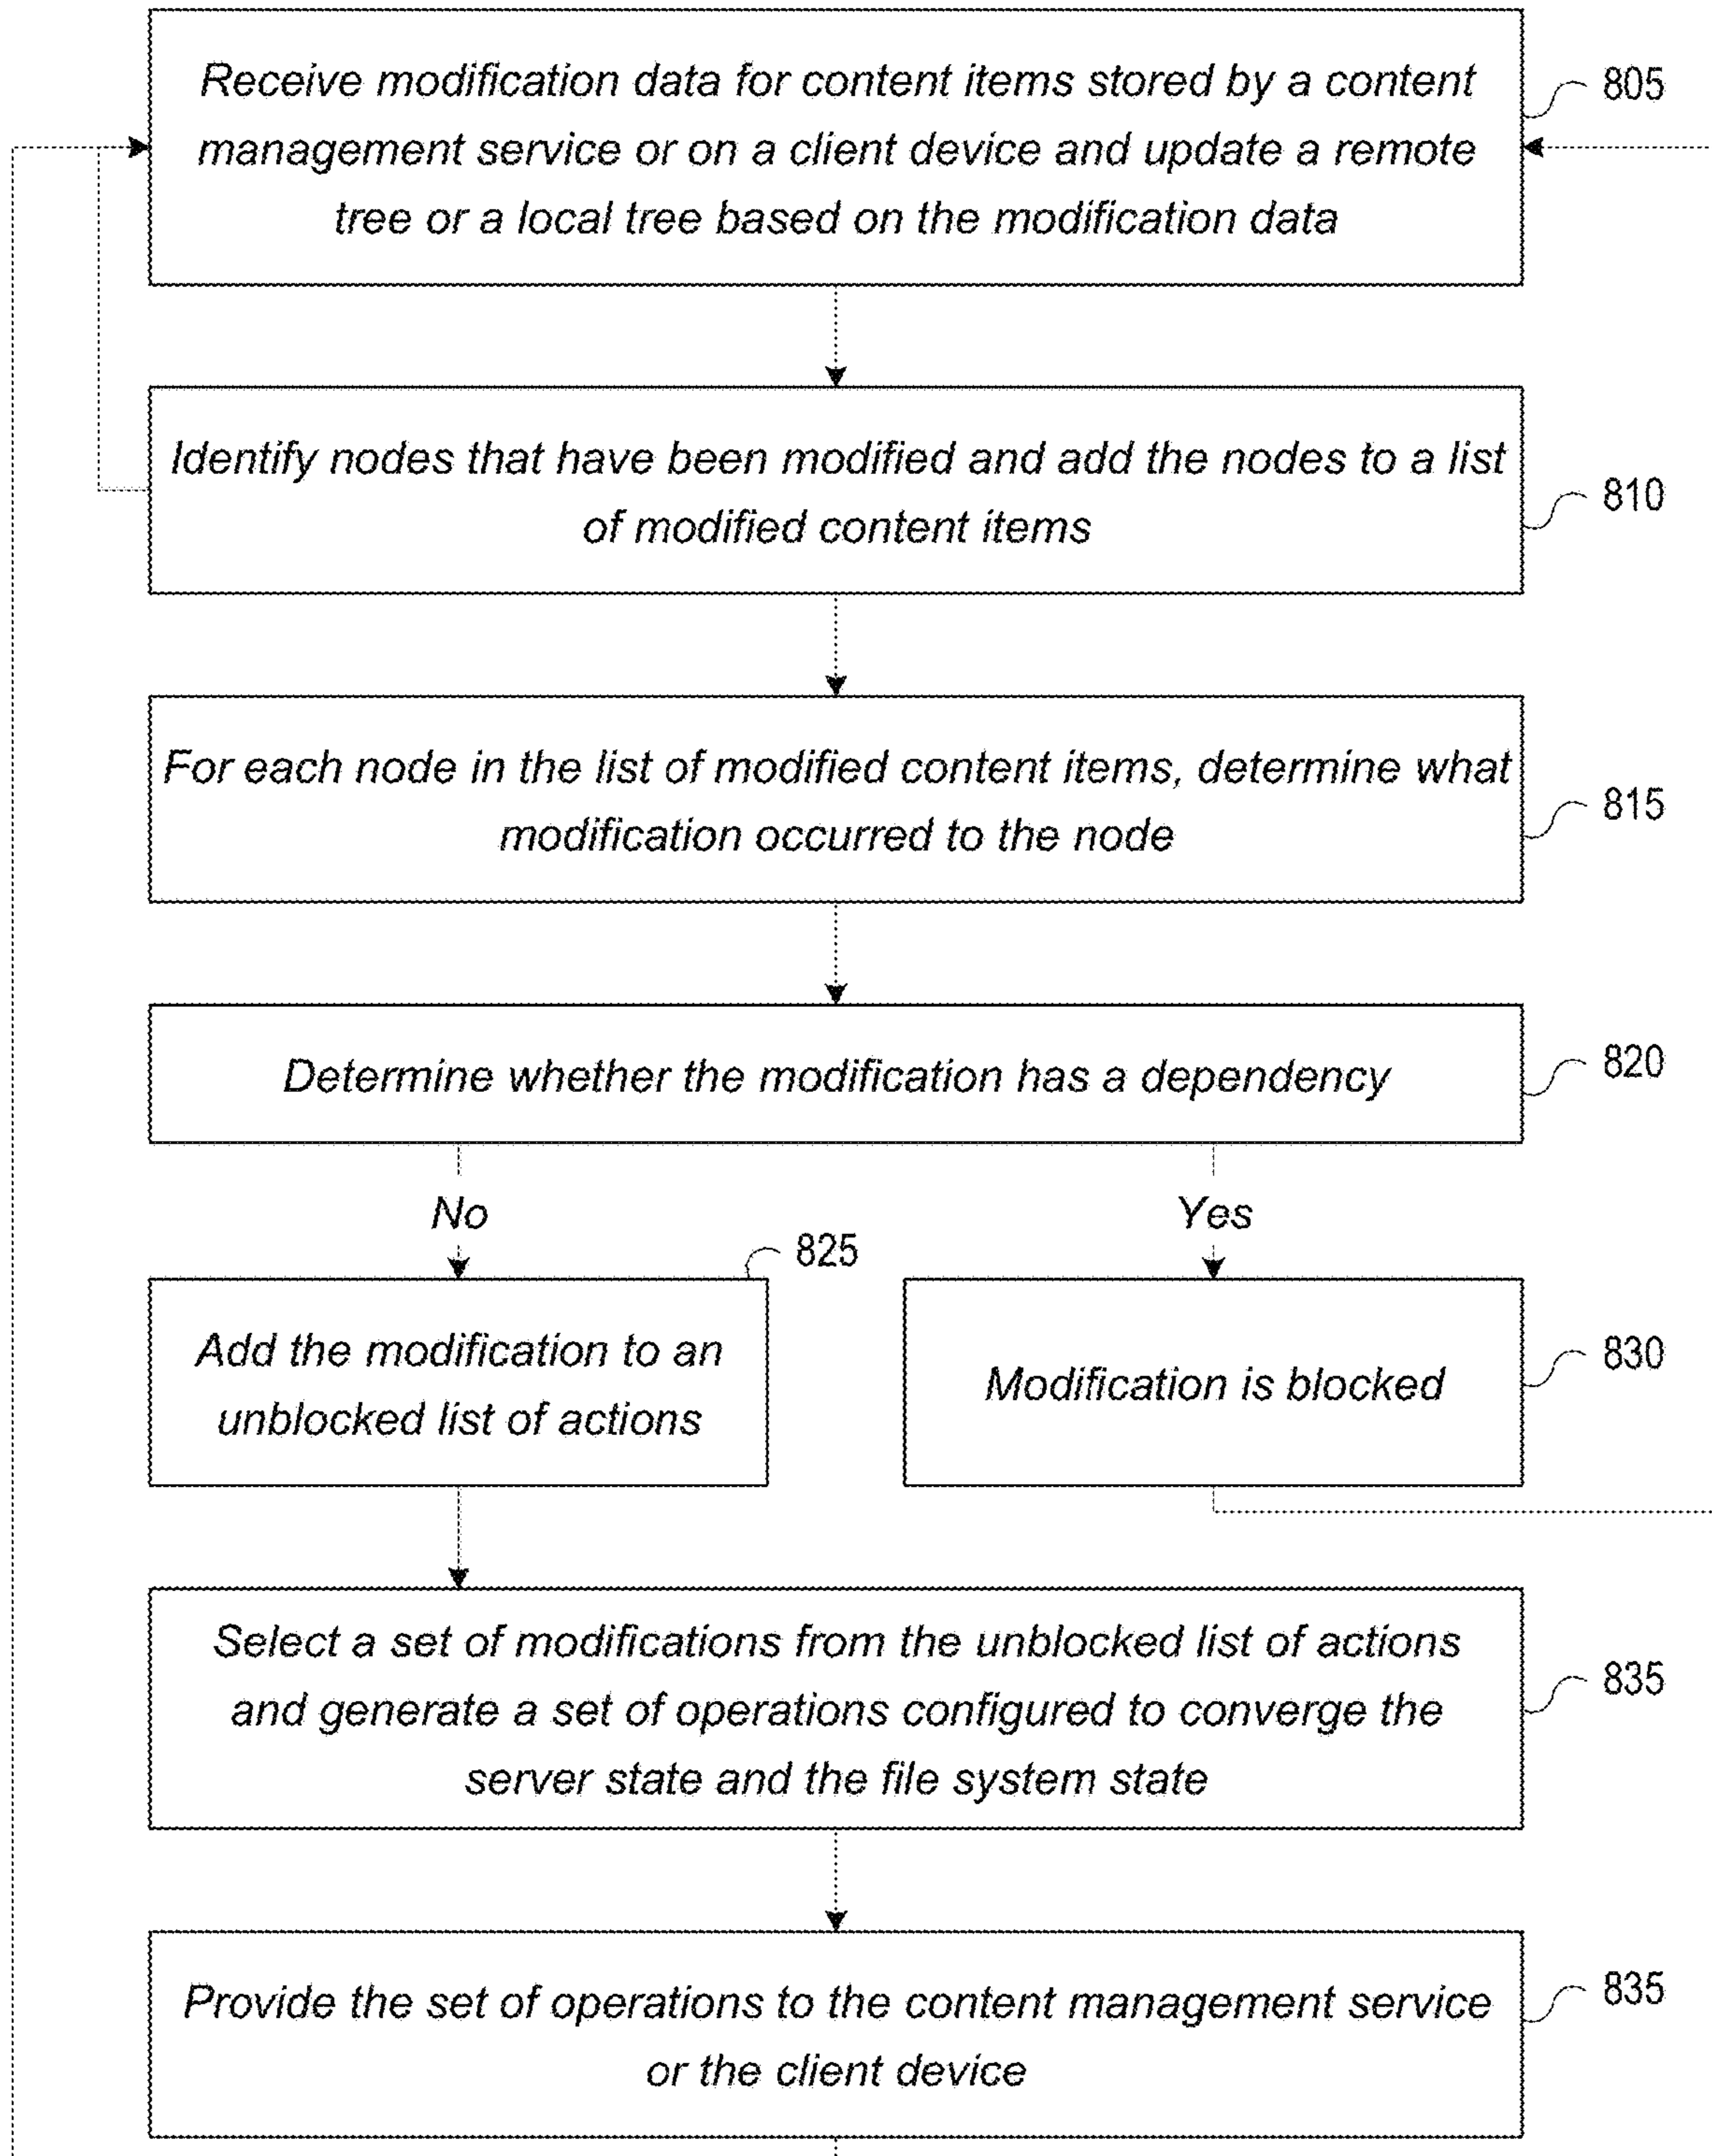 Receive modification data for content items stored by a content
management service or on a client device and update a remote
tree or a local tree based on the modification data
805
Identify nodes that have been modified and add the nodes to a list
of modified content items
810
For each node in the list of modified content items, determine what
modification occurred to the node
815
Determine whether the modification has a dependency
820
No
Yes
825
Add the modification to an
unblocked list of actions
Modification is blocked
830
Select a set of modifications from the unblocked list of actions
and generate a set of operations configured to converge the
server state and the file system state
835
Provide the set of operations to the content management service
or the client device
835